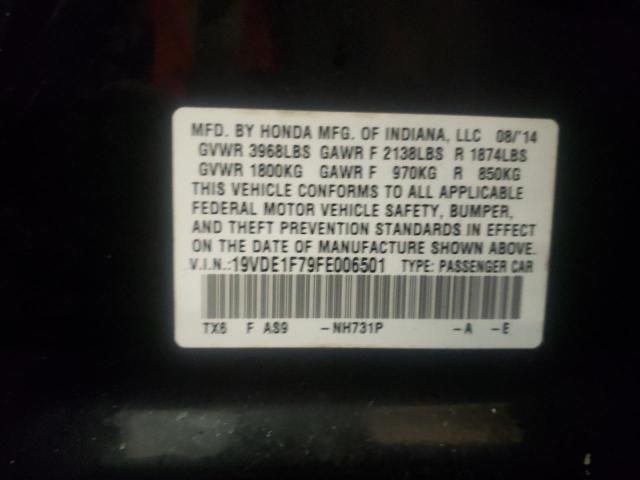 MFD. BY HONDA MFG. OF INDIANA, LLC 08/'14
GVWR 3968LBS GAWR F 2138LBS R 1874LBS
GVWR 1800KG GAWR F 970KG R 850KG
THIS VEHICLE CONFORMS TO ALL APPLICABLE
FEDERAL MOTOR VEHICLE SAFETY, BUMPER,
AND THEFT PREVENTION STANDARDS IN EFFECT
ON THE DATE OF MANUFACTURE SHOWN ABOVE.
V.I.N.:19VDE1F79FE006501 TYPE: PASSENGER CAR
TX6 F AS9 -NH731P -A -E